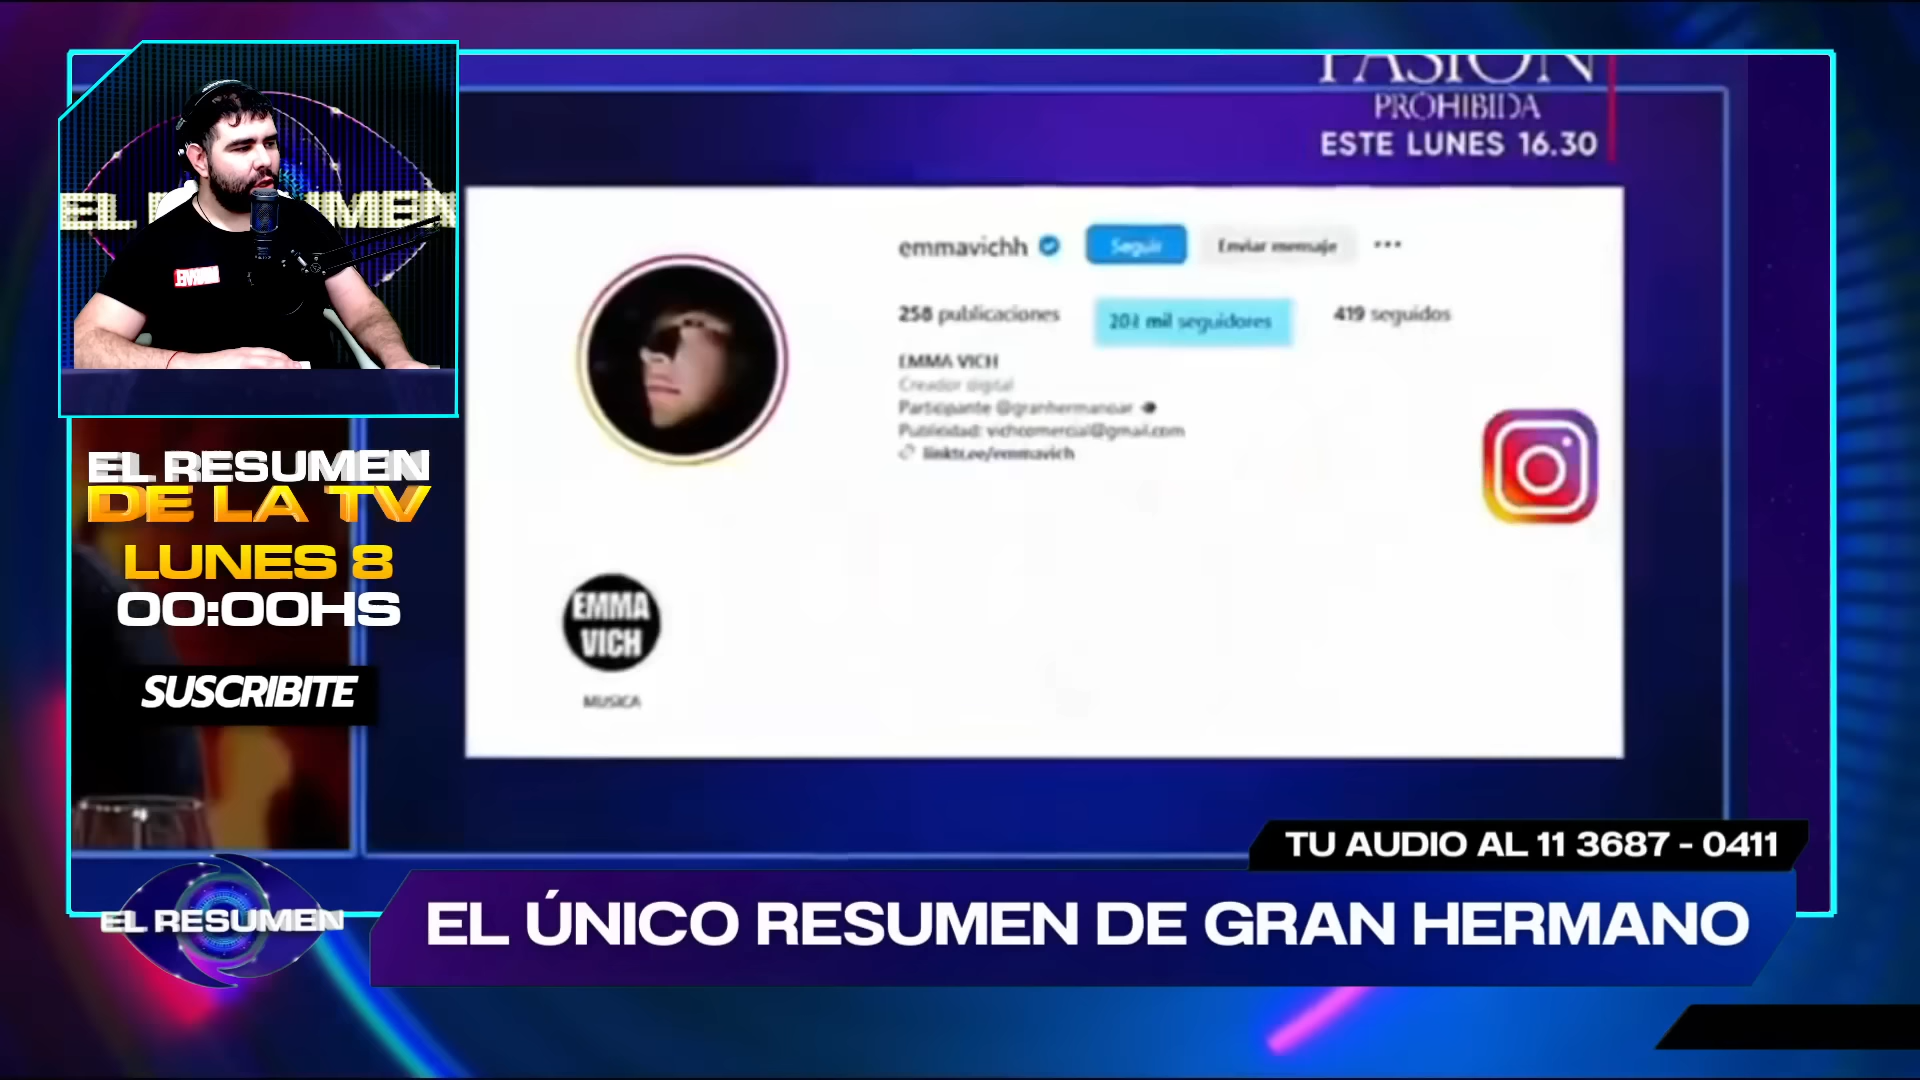 PASIÓN
PROHIBIDA
ESTE LUNES 16.30
EMMA
EL RESUMEN
DE LA TV
LUNES 8
00:00HS
SUSCRIBITE
emmavichh
Seguir
Enviar mensaje
258 publicaciones
mil seguidores
419 seguidos
EMMA VICH
Creador digital
Participante @granhermanoar
Publicidad: vichcomercial@gmail.com
linktr.ee/emmavich
EMMA
VICH
MUSICA
TU AUDIO AL 11 3687 - 0411
EL RESUMEN
EL ÚNICO RESUMEN DE GRAN HERMANO